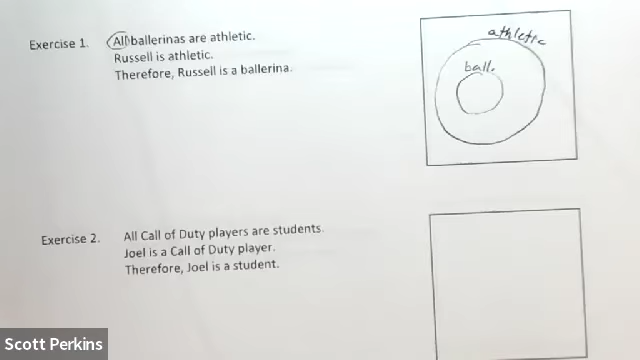 Exercise 1. All ballerinas are athletic.
Russell is athletic.
Therefore, Russell is a ballerina.
athletic
ball.
Exercise 2. All Call of Duty players are students.
Joel is a Call of Duty player.
Therefore, Joel is a student.
Scott Perkins